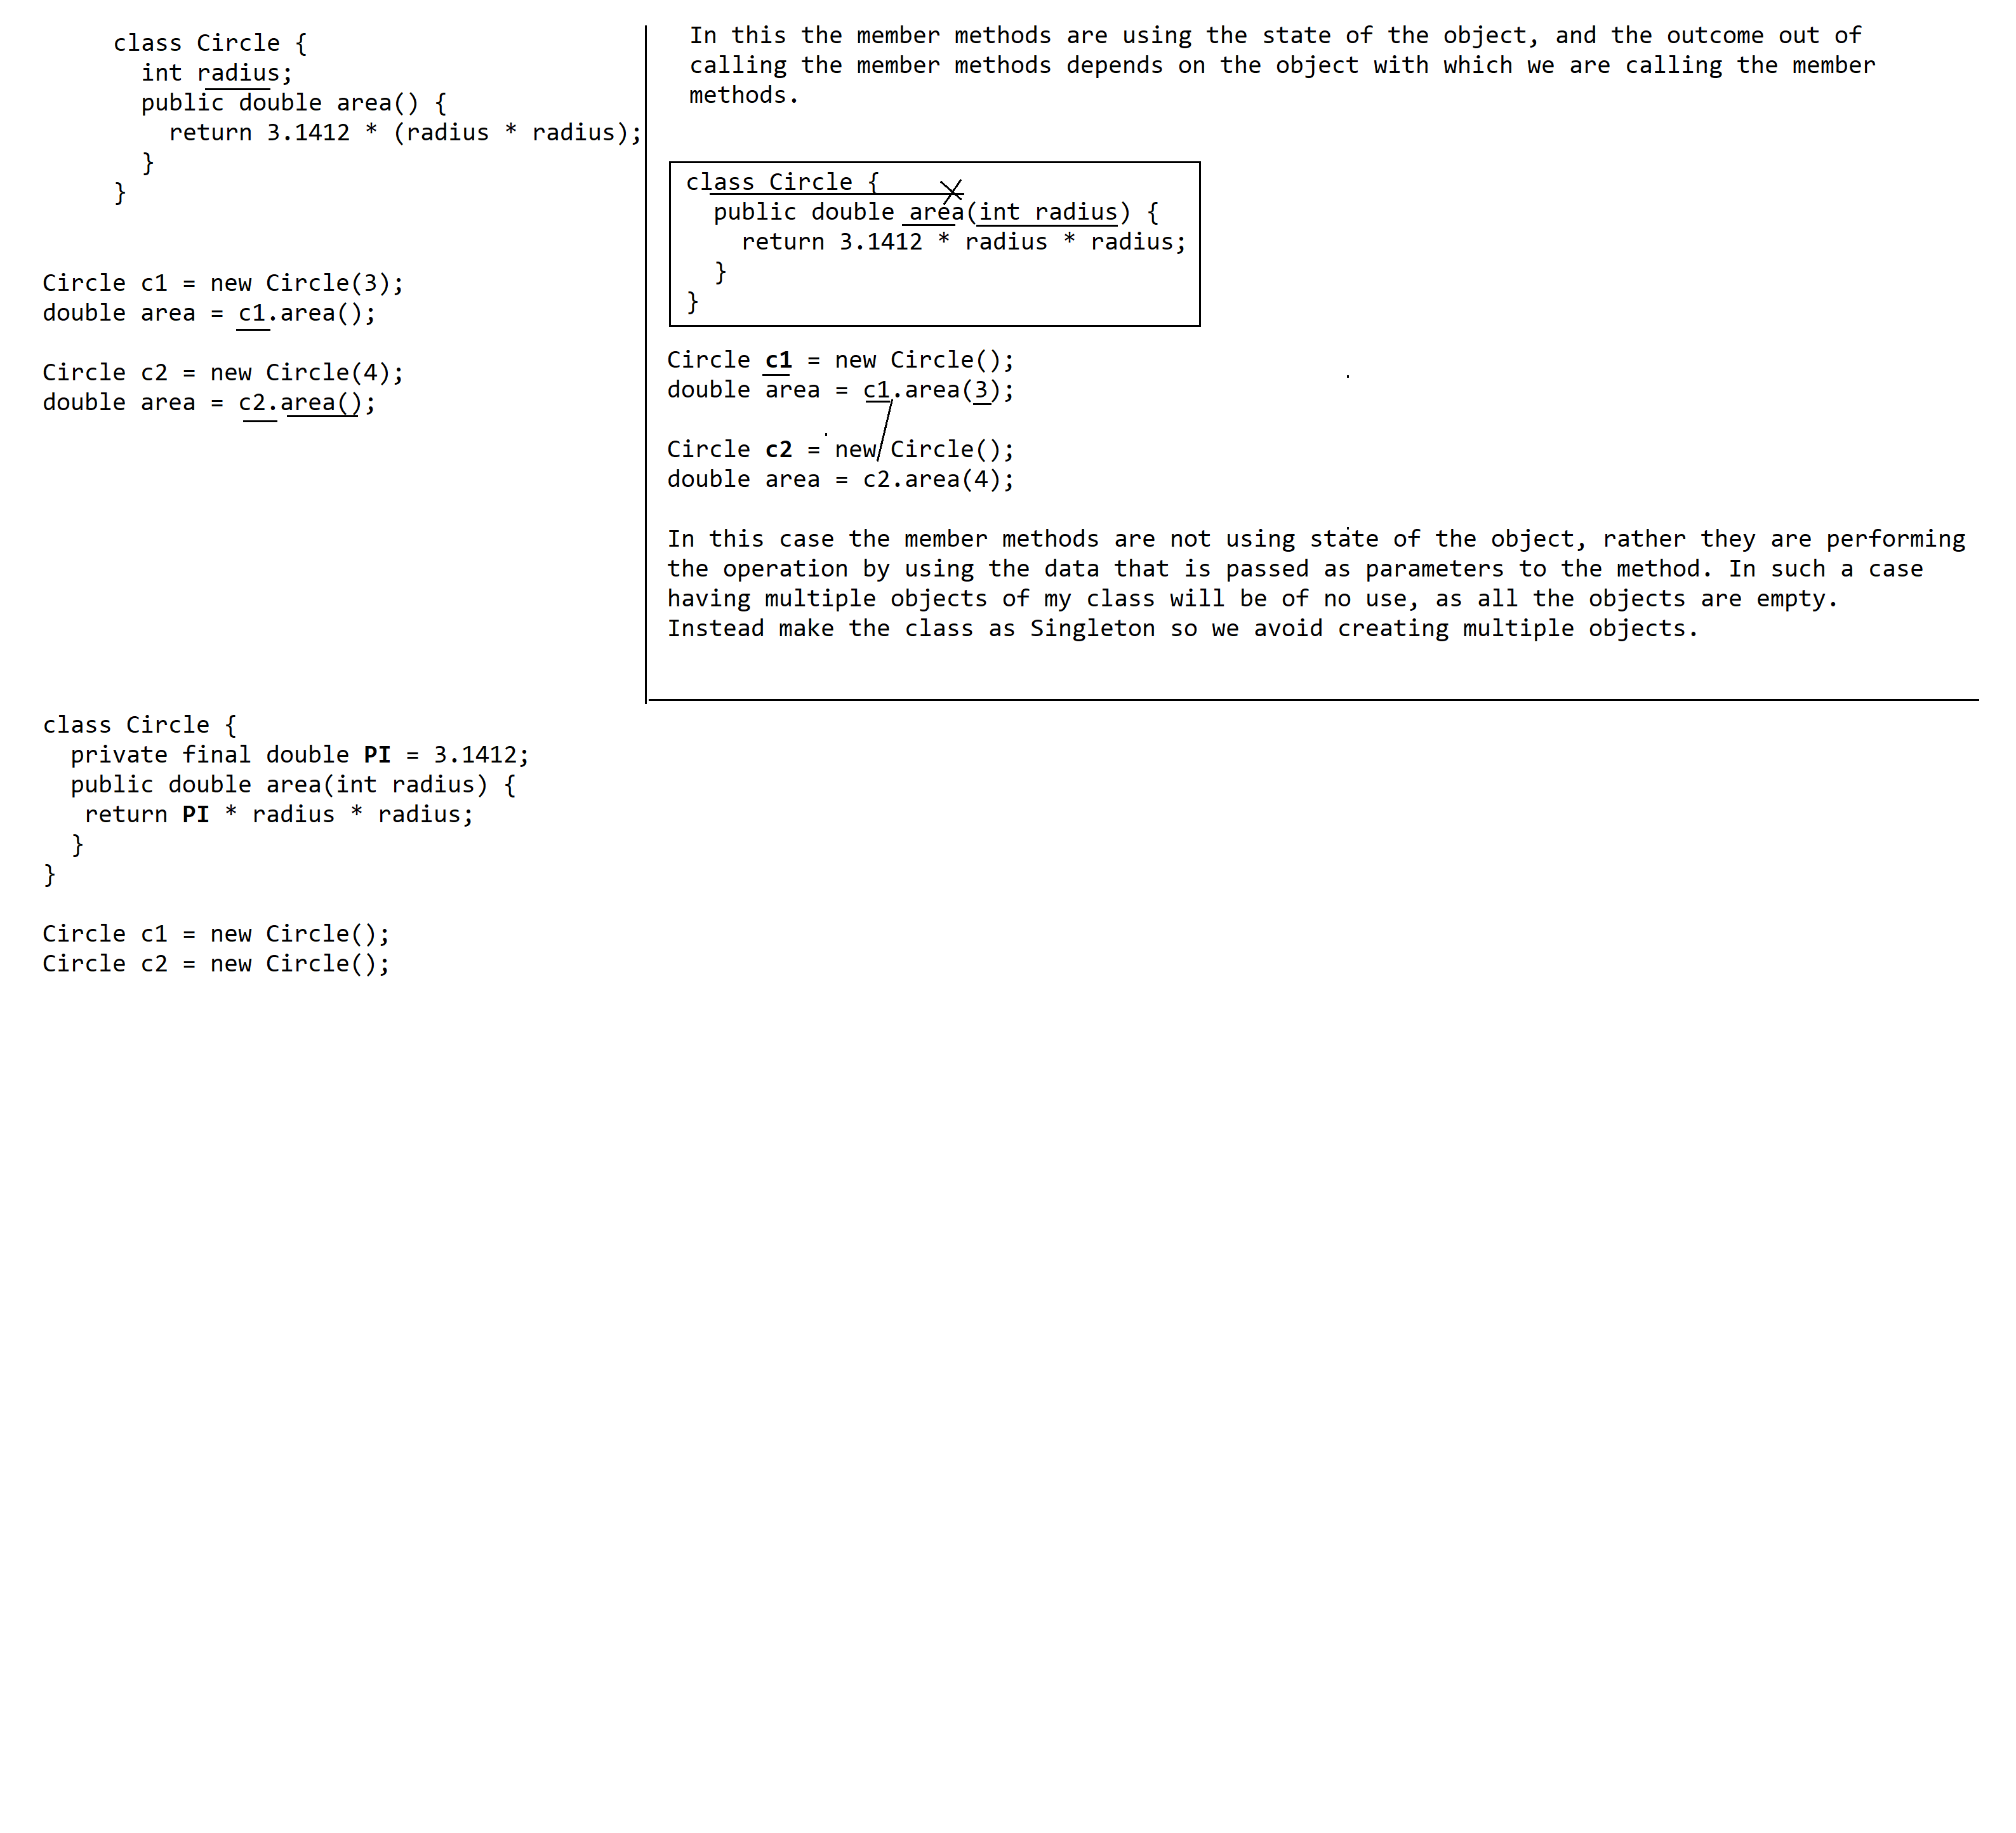 class Circle {
int radius;
public double area() {
return 3.1412 * (radius * radius);
}
}
Circle c1 = new Circle(3);
double area = c1.area();
Circle c2 = new Circle(4);
double area = c2.area();
In this the member methods are using the state of the object, and the outcome out of
calling the member methods depends on the object with which we are calling the member
methods.
class Circle {
public double area(int radius) {
return 3.1412 * radius * radius;
}
}
Circle c1 = new Circle();
double area = c1.area(3);
Circle c2 = new Circle();
double area = c2.area(4);
In this case the member methods are not using state of the object, rather they are performing
the operation by using the data that is passed as parameters to the method. In such a case
having multiple objects of my class will be of no use, as all the objects are empty.
Instead make the class as Singleton so we avoid creating multiple objects.
class Circle {
private final double PI = 3.1412;
public double area(int radius) {
return PI * radius * radius;
}
}
Circle c1 = new Circle();
Circle c2 = new Circle();